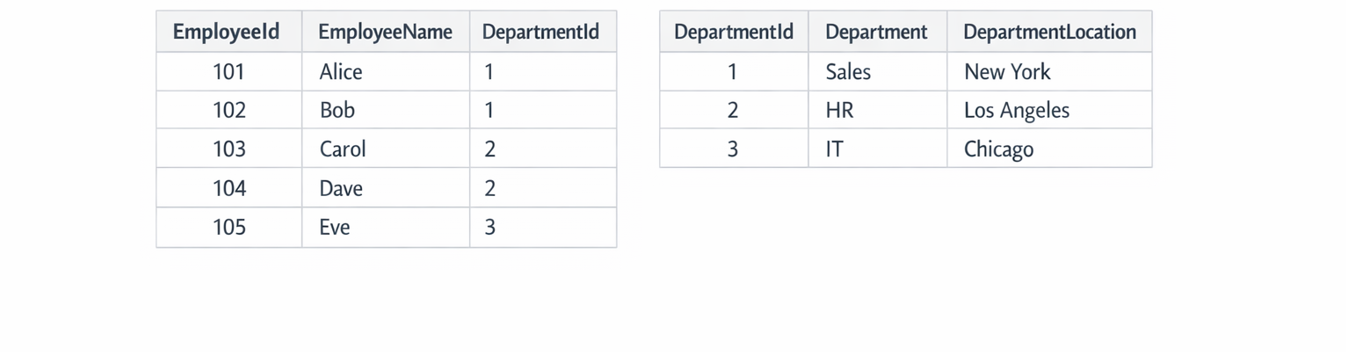 EmployeeId EmployeeName DepartmentId
101 Alice 1
102 Bob 1
103 Carol 2
104 Dave 2
105 Eve 3
DepartmentId Department DepartmentLocation
1 Sales New York
2 HR Los Angeles
3 IT Chicago